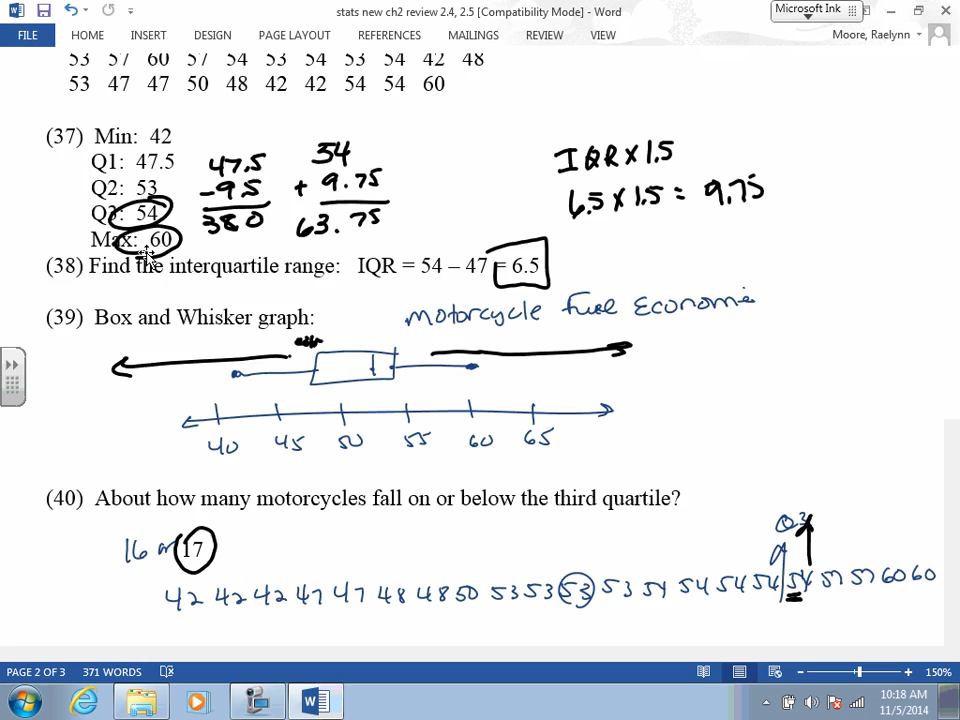 stats new ch2 review 2.4, 2.5 [Compatibility Mode] - Word
Microsoft Ink
FILE HOME INSERT DESIGN PAGE LAYOUT REFERENCES MAILINGS REVIEW VIEW
Moore, Raelynn
53 57 60 57 54 53 54 53 54 42 48
53 47 47 50 48 42 42 54 54 60
(37) Min: 42
Q1: 47.5
Q2: 53
Q3: 54
Max: 60
47.5
-9 5
38 0
54
+ 9.75
63.75
IQR x 1.5
6.5 x 1.5 = 9.75
(38) Find the interquartile range: IQR = 54 – 47 = 6.5
(39) Box and Whisker graph:
motorcycle fuel Economie
40 45 50 55 60 65
(40) About how many motorcycles fall on or below the third quartile?
Q3
16 or 17
42 42 42 47 47 48 48 50 53 53 53 53 54 54 54 54 54 57 57 60 60
PAGE 2 OF 3 371 WORDS
150%
10:18 AM
11/5/2014